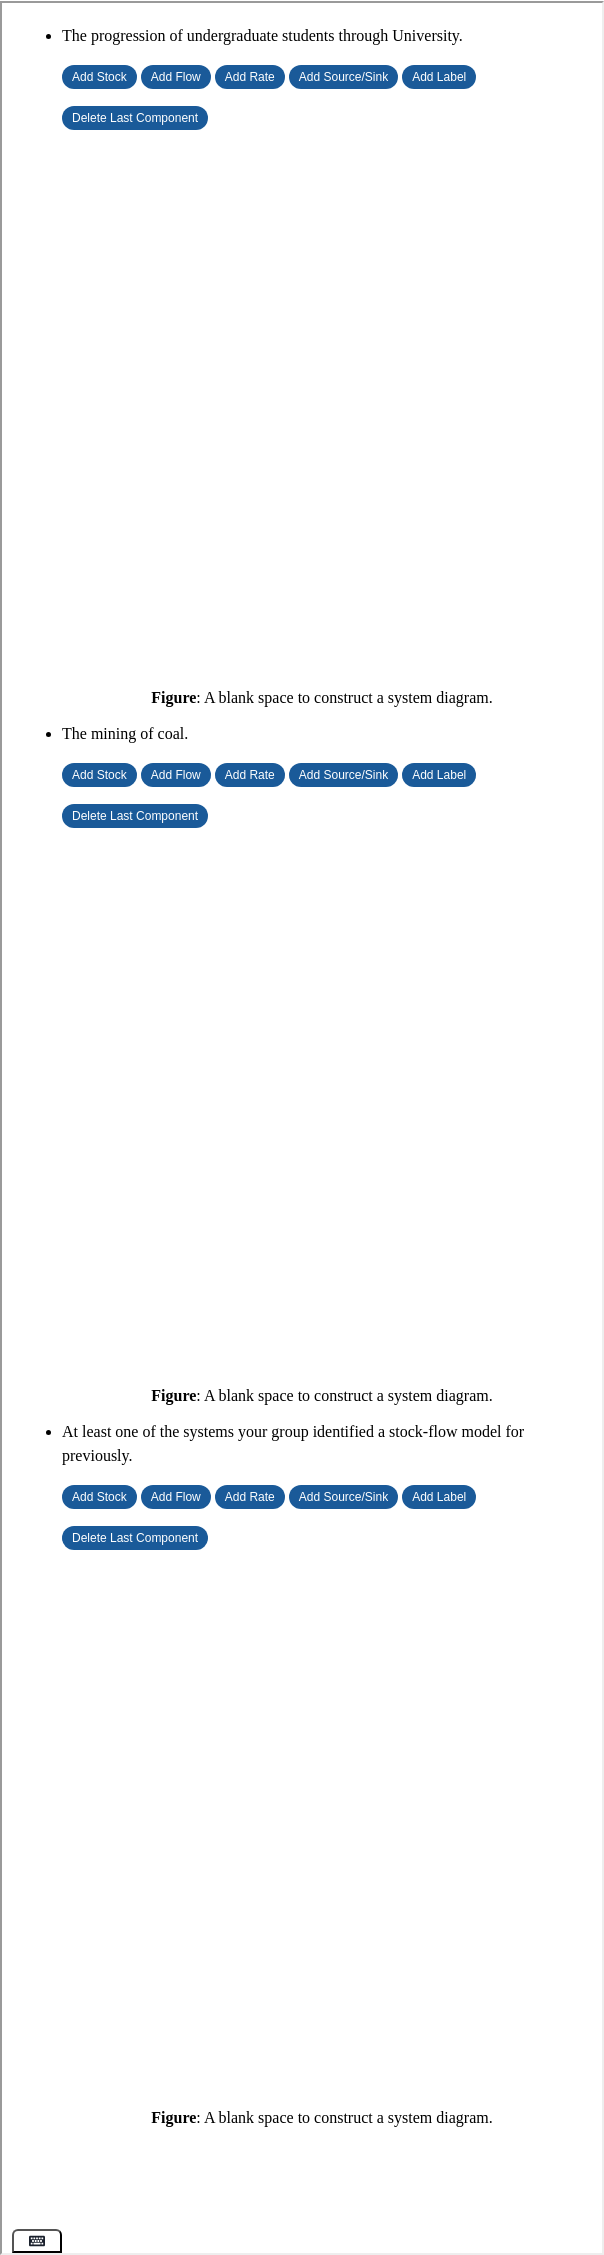 The progression of undergraduate students through University.
Add Stock Add Flow Add Rate Add Source/Sink Add Label
Delete Last Component
Figure: A blank space to construct a system diagram.
The mining of coal.
Add Stock Add Flow Add Rate Add Source/Sink Add Label
Delete Last Component
Figure: A blank space to construct a system diagram.
At least one of the systems your group identified a stock-flow model for
previously.
Add Stock Add Flow Add Rate Add Source/Sink Add Label
Delete Last Component
Figure: A blank space to construct a system diagram.